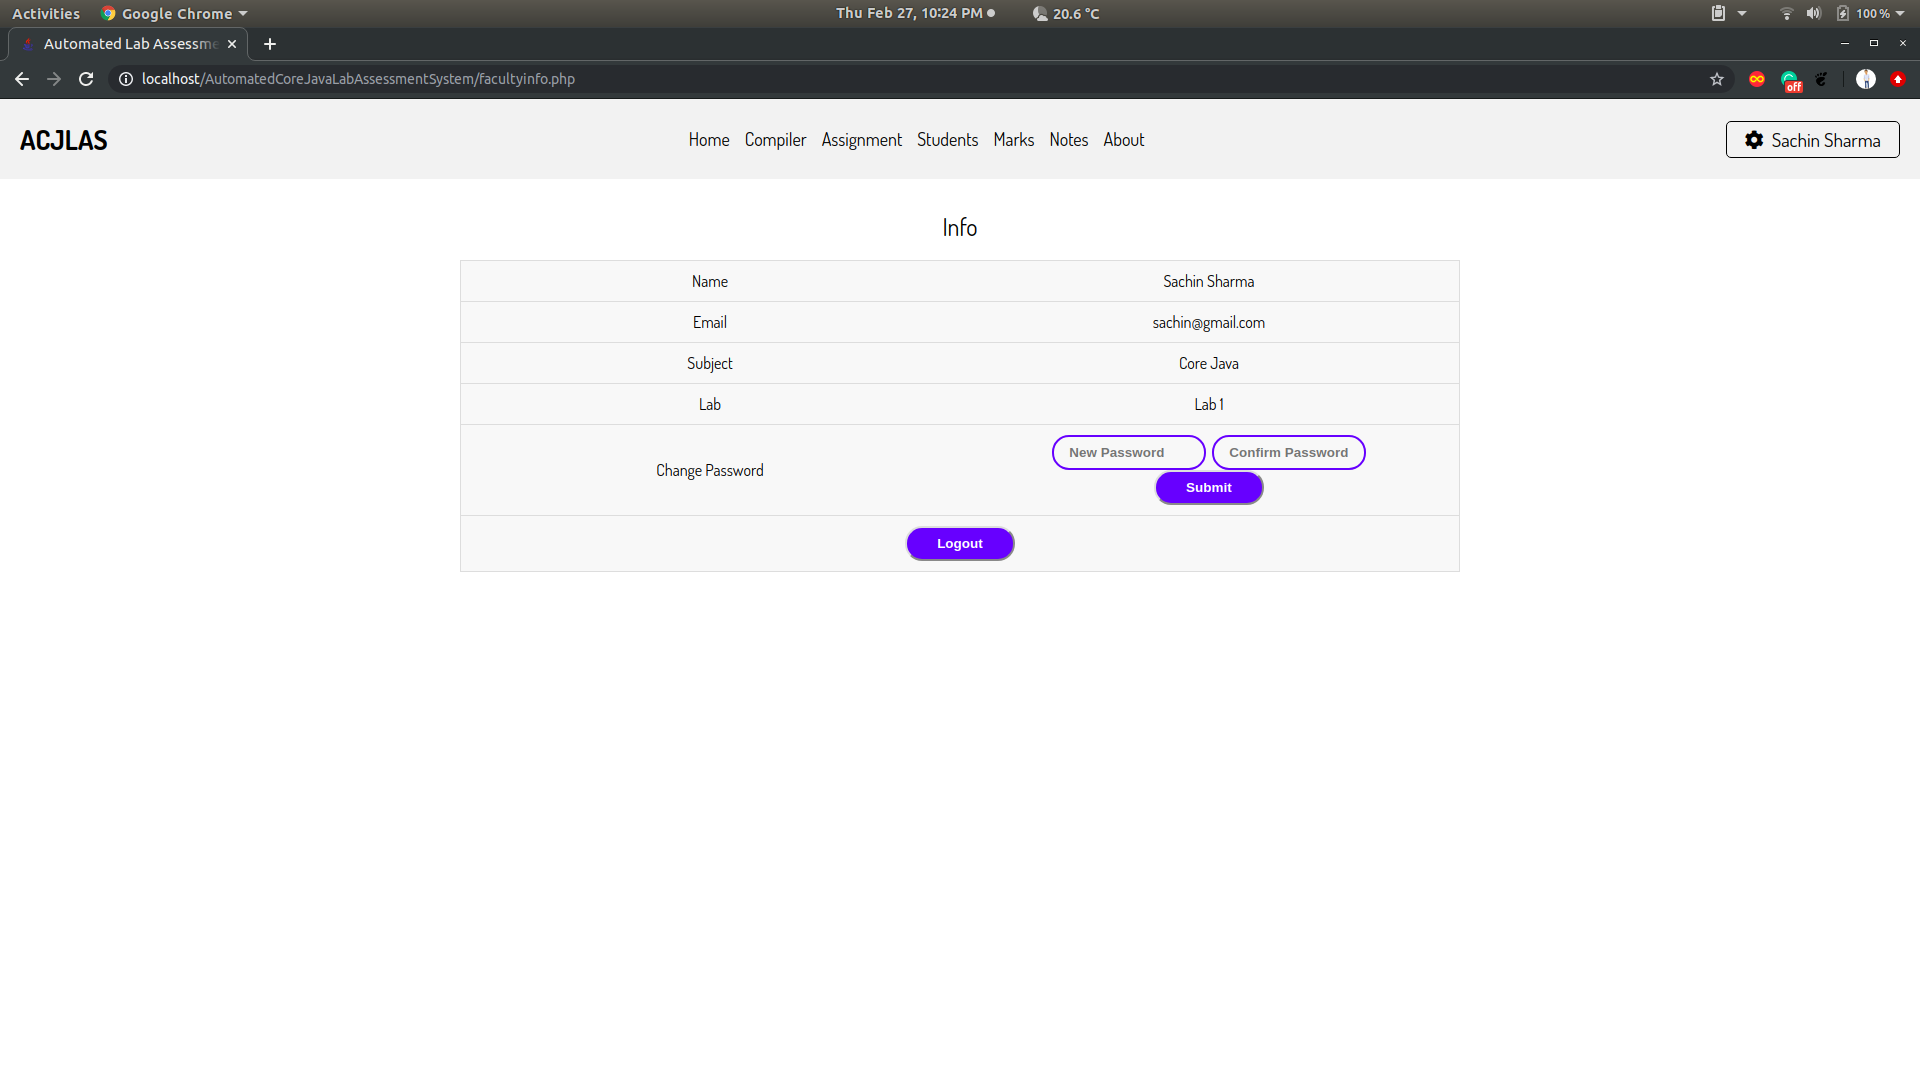 Activities Google Chrome Thu Feb 27, 10:24 PM 20.6 °C 100 %
Automated Lab Assessme
localhost/AutomatedCoreJavaLabAssessmentSystem/facultyinfo.php off
ACJLAS Home Compiler Assignment Students Marks Notes About Sachin Sharma
Info
Name Sachin Sharma
Email sachin@gmail.com
Subject Core Java
Lab Lab 1
Change Password New Password Confirm Password
Submit
Logout